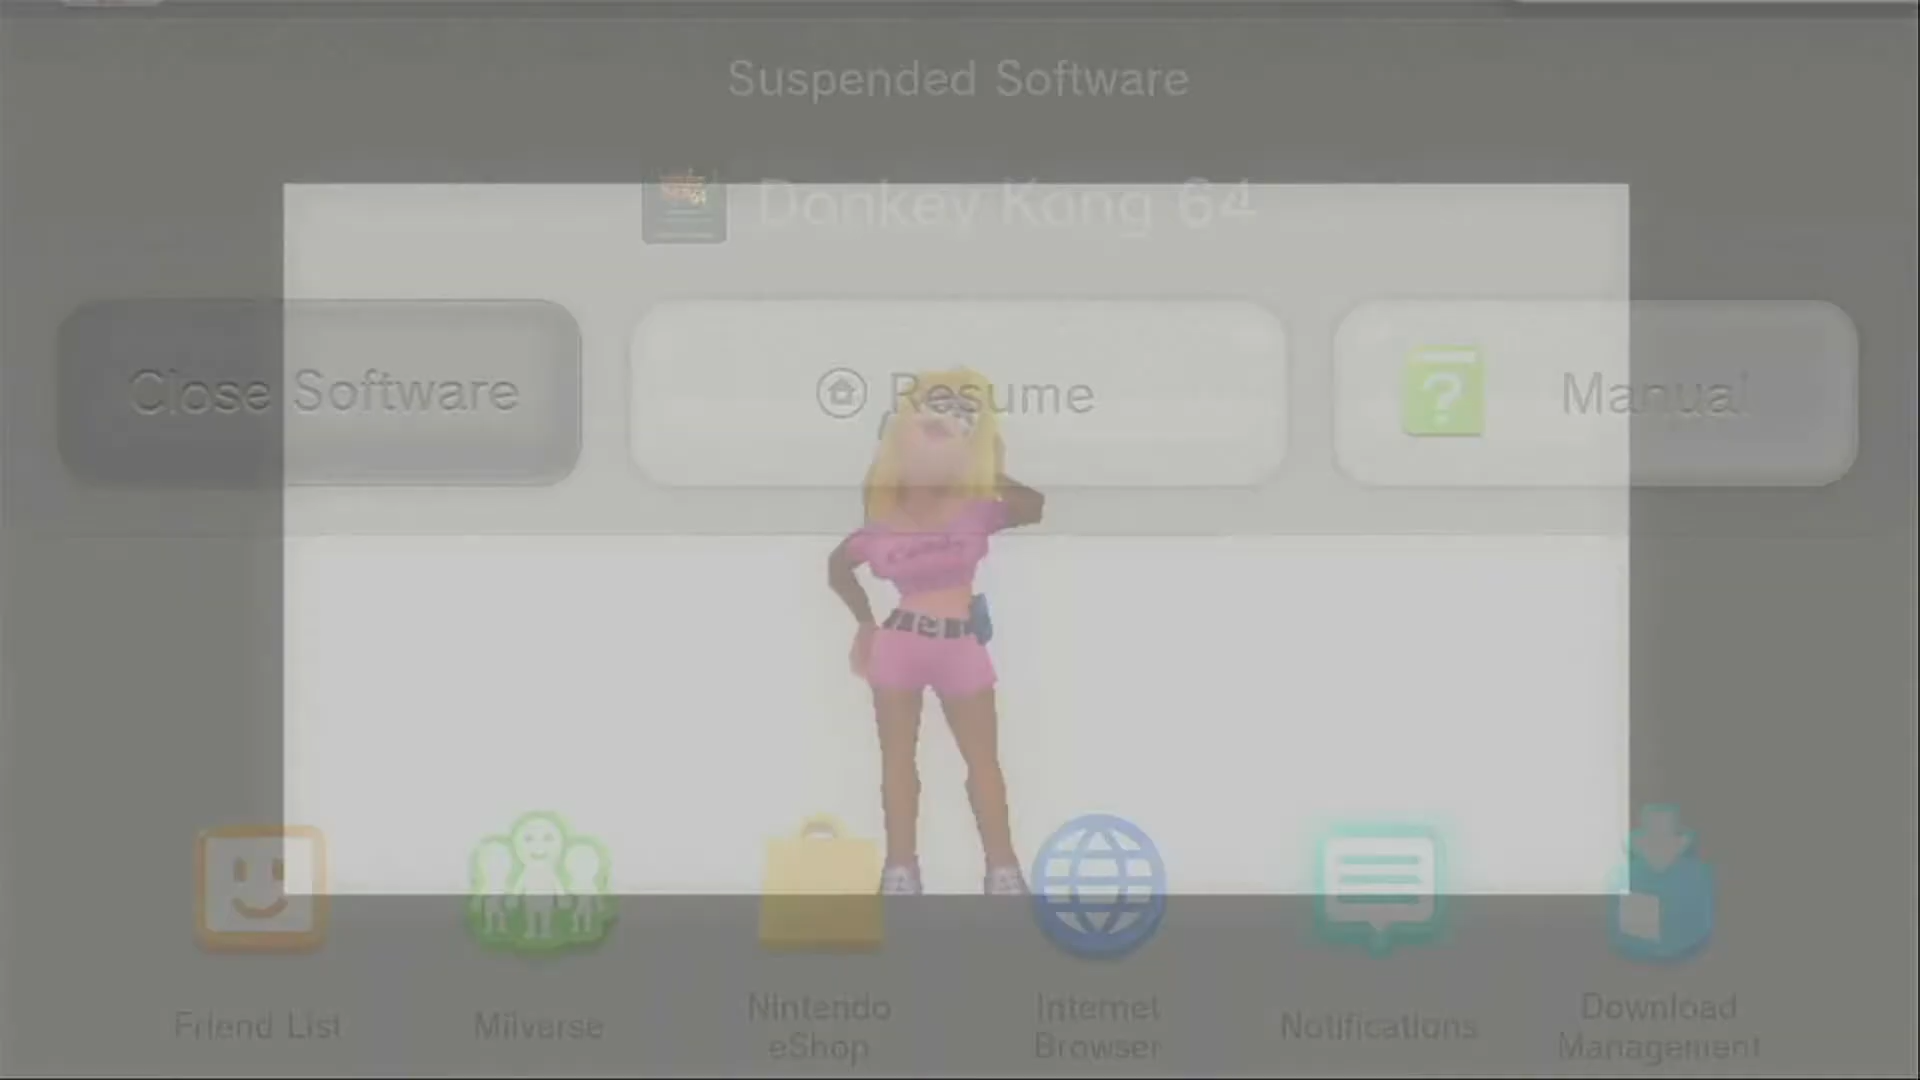 Suspended Software
Donkey Kong 64
Close Software
Resume
? Manual
Candy
Friend List
Miiverse
Nintendo
eShop
Internet
Browser
Notifications
Download
Management